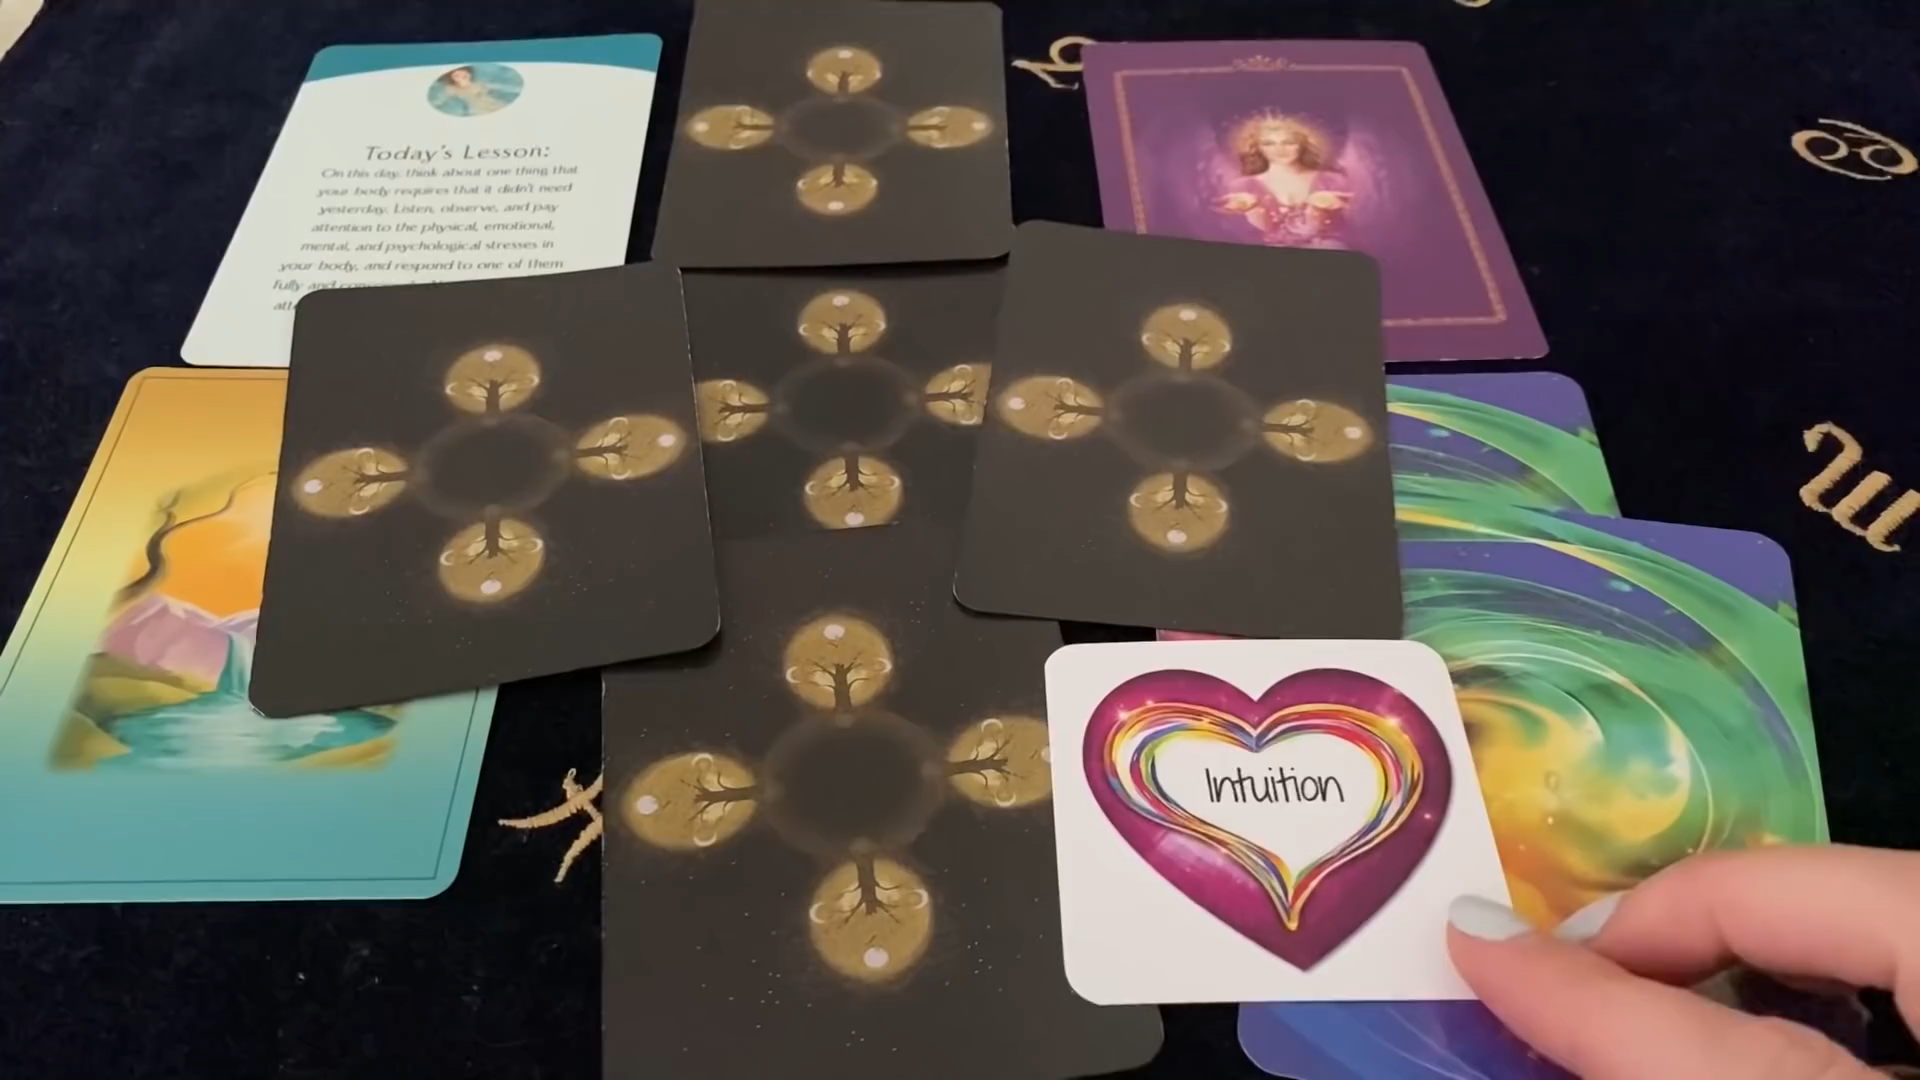 Today's Lesson:
On this day, think about one thing that
your body requires that it didn't need
yesterday. Listen, observe, and pay
attention to the physical, emotional,
mental, and psychological stresses in
your body, and respond to one of them
fully and
Intuition